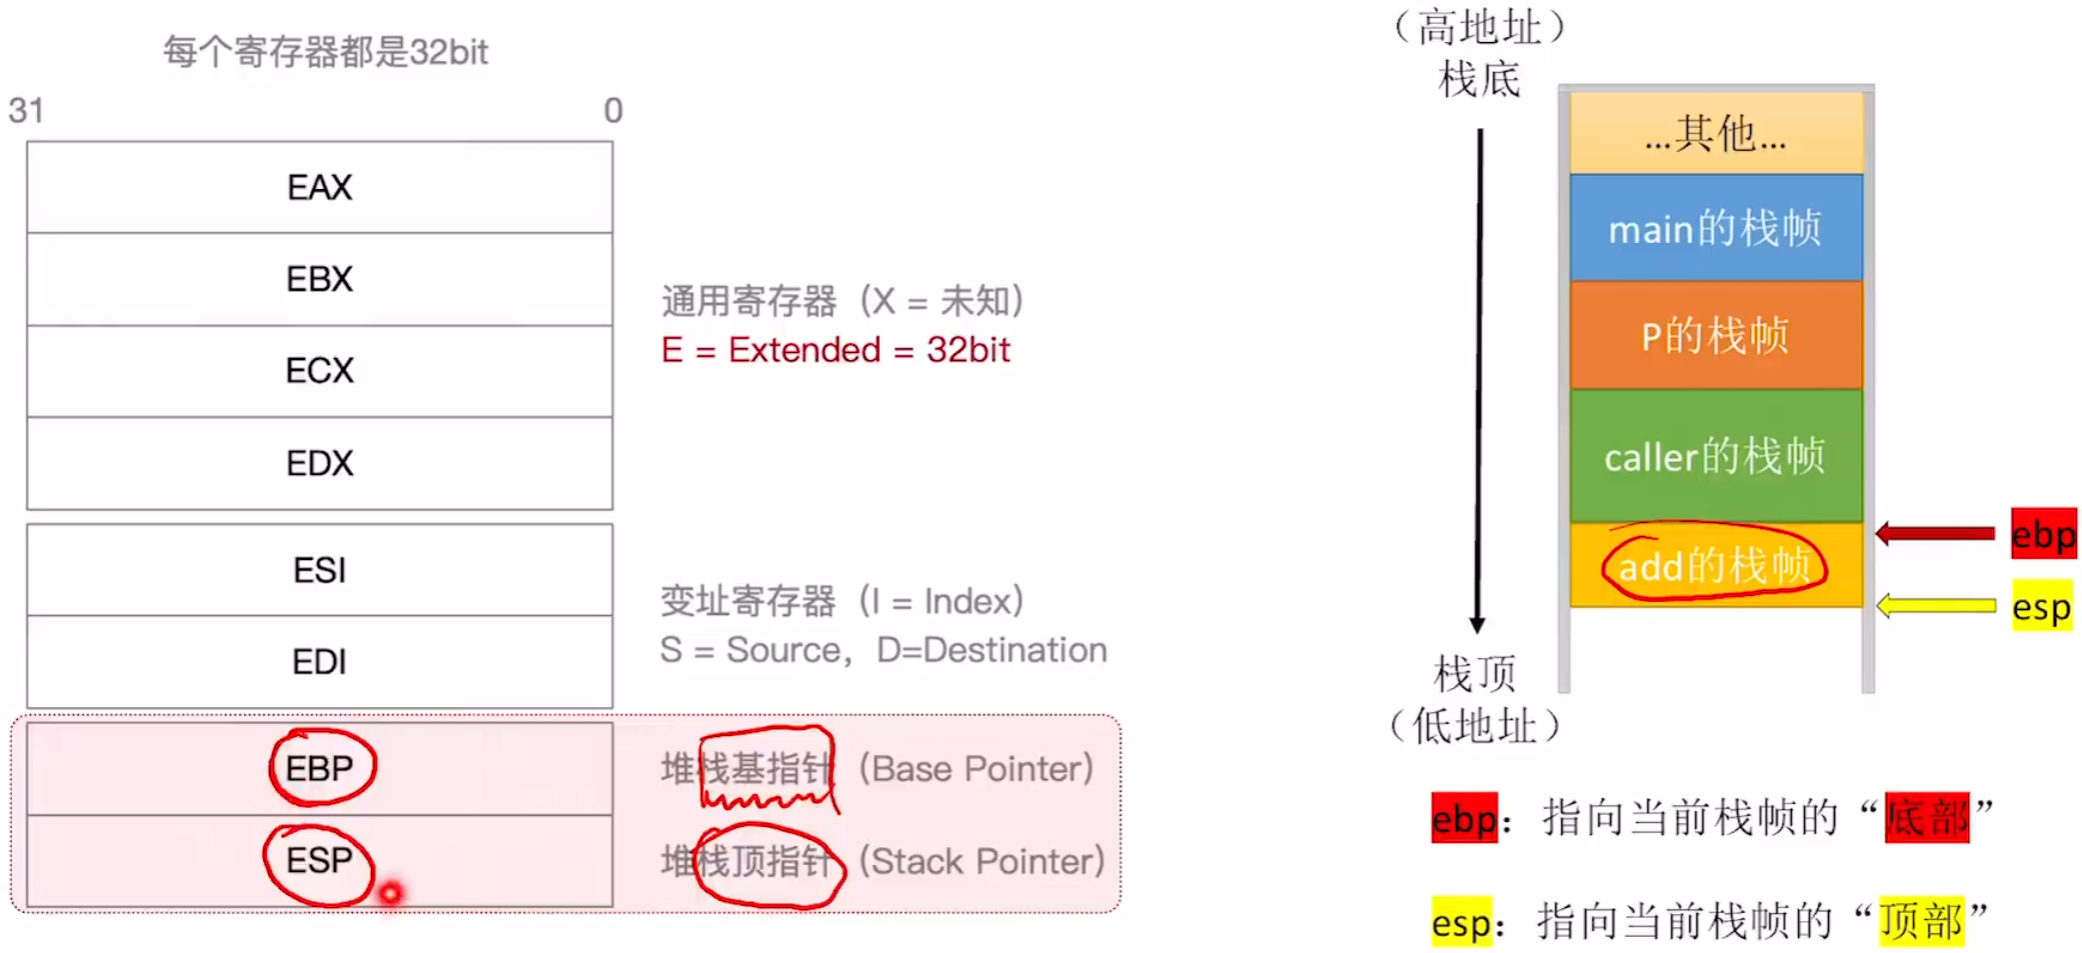 每个寄存器都是32bit
31
0
EAX
EBX
ECX
EDX
通用寄存器（X = 未知）
E = Extended = 32bit
ESI
EDI
变址寄存器（I = Index）
S = Source，D=Destination
EBP
堆栈基指针（Base Pointer）
ESP
堆栈顶指针（Stack Pointer）
（高地址）
栈底
...其他...
main的栈帧
P的栈帧
caller的栈帧
add的栈帧
ebp
esp
栈顶
（低地址）
ebp：指向当前栈帧的“底部”
esp：指向当前栈帧的“顶部”